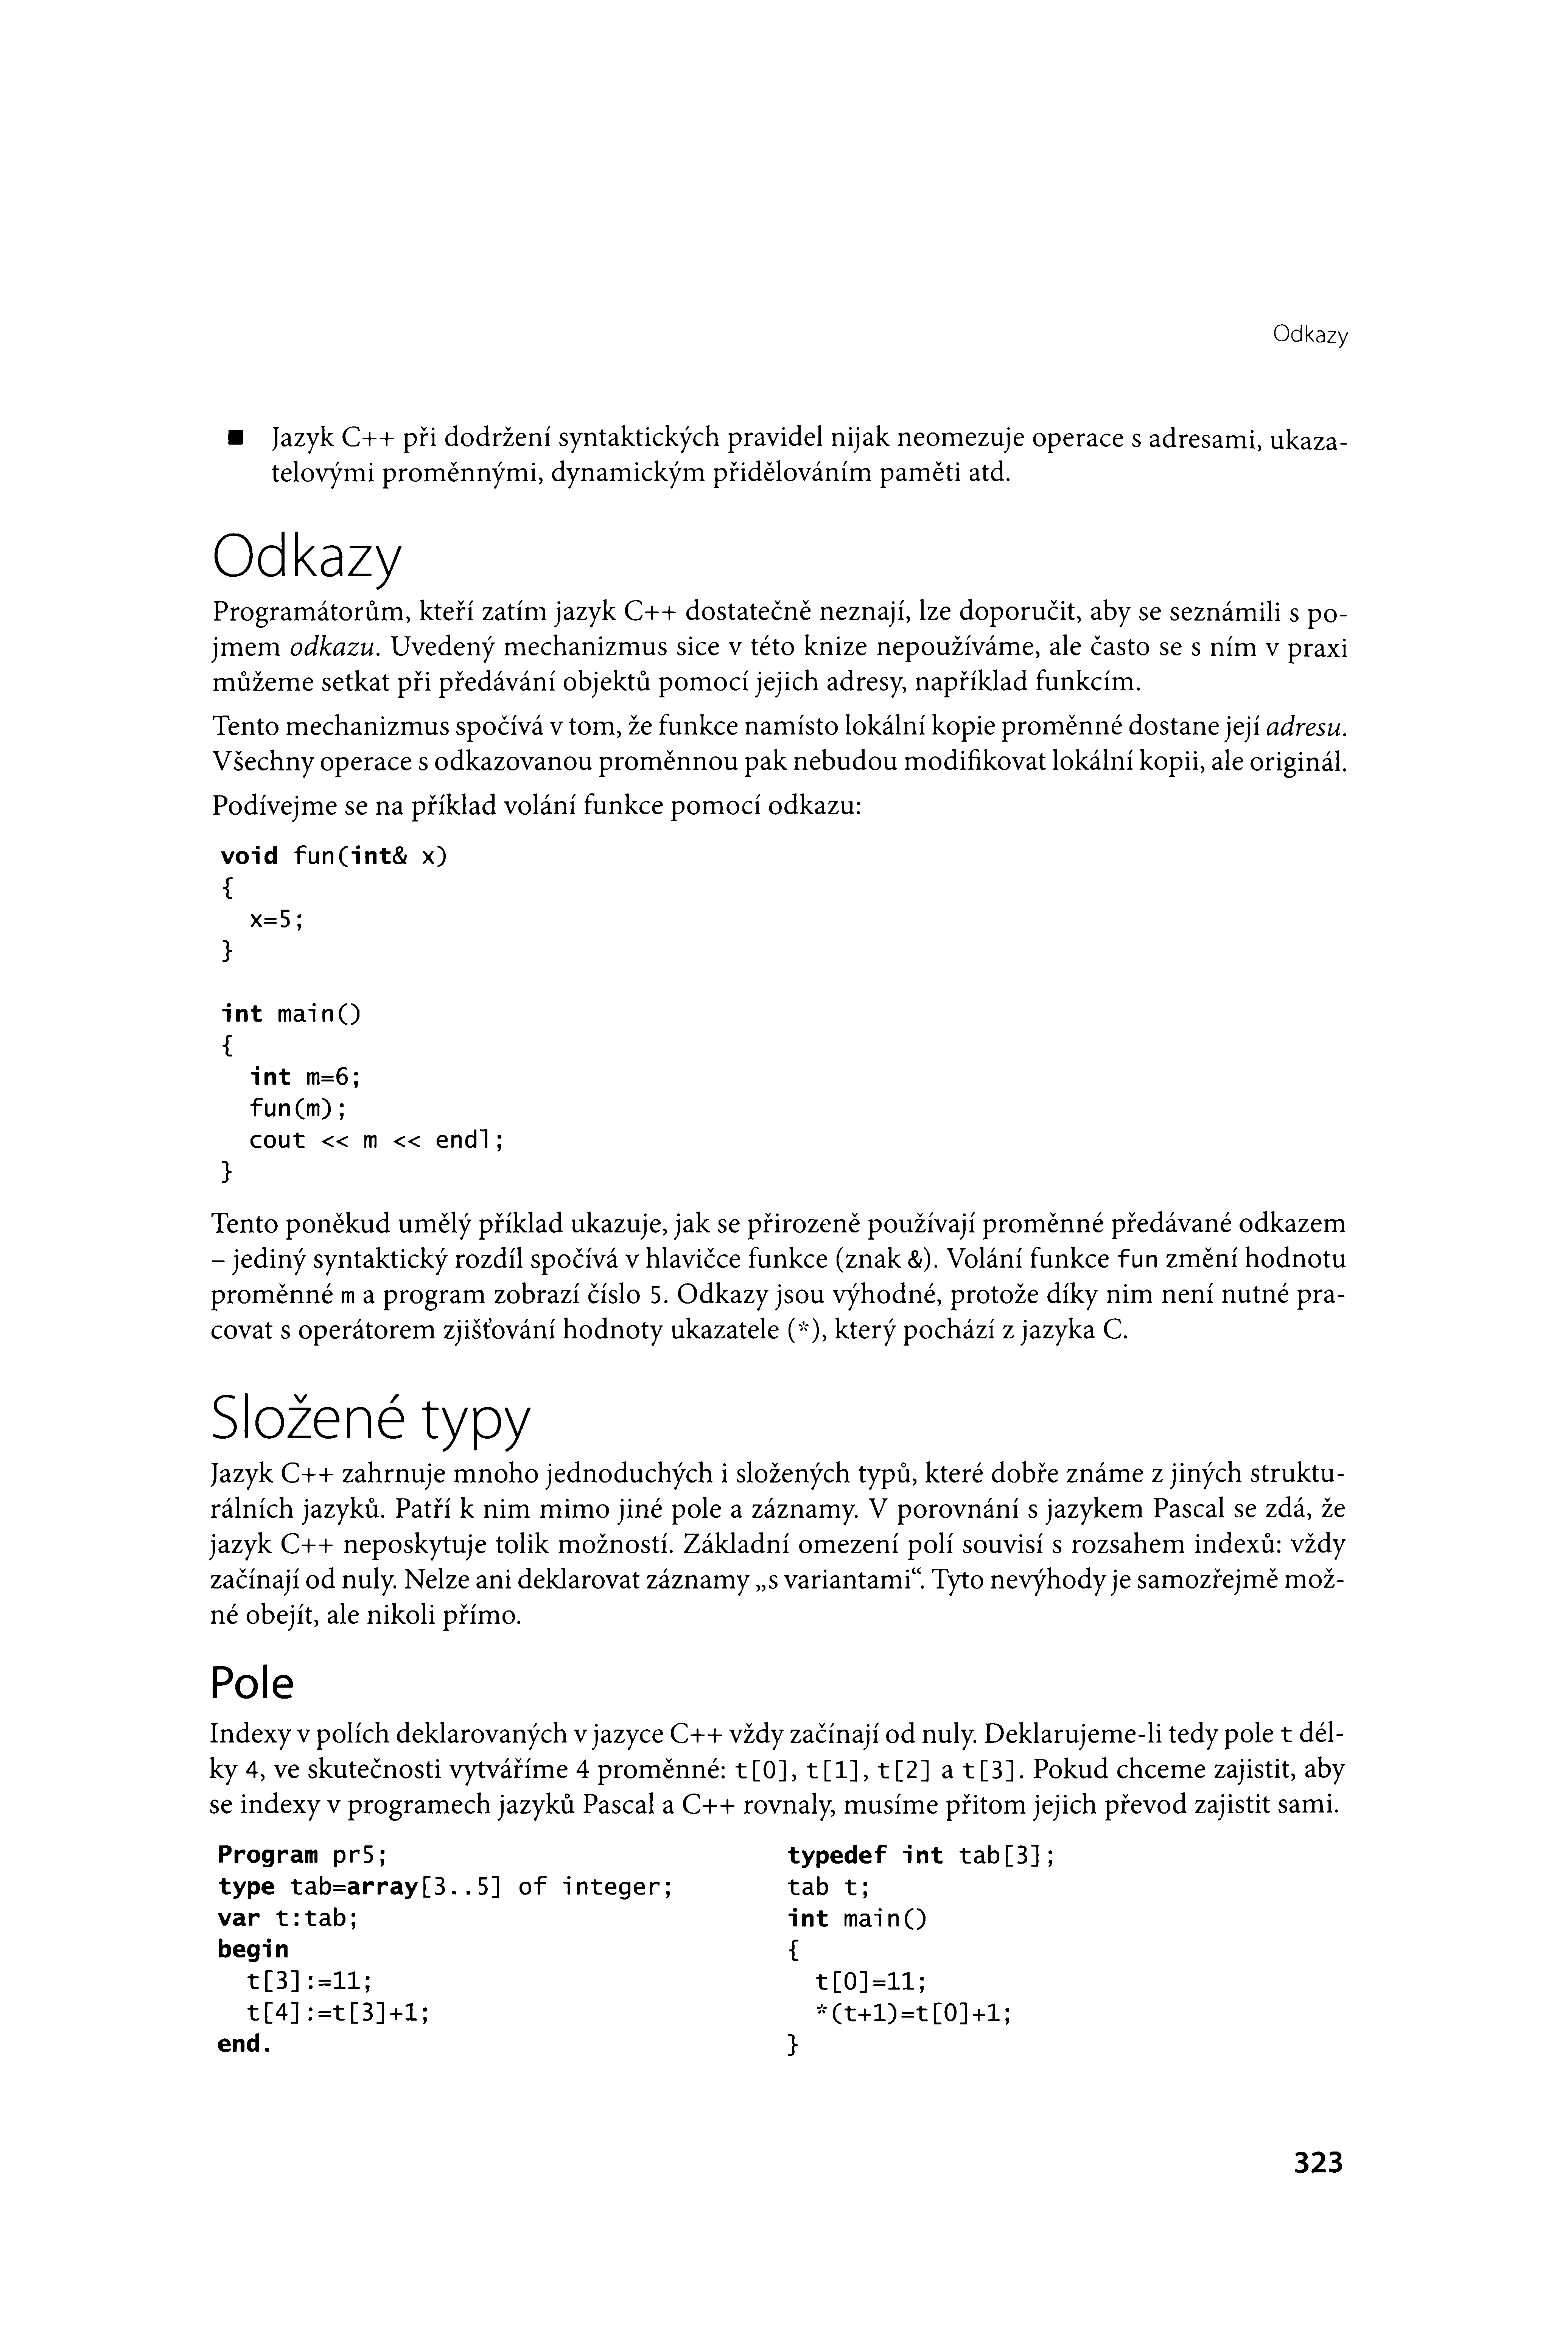 Odkazy
■ Jazyk C++ při dodržení syntaktických pravidel nijak neomezuje operace s adresami, ukaza-
telovými proměnnými, dynamickým přidělováním paměti atd.
Odkazy
Programátorům, kteří zatím jazyk C++ dostatečně neznají, lze doporučit, aby se seznámili s po-
jmem odkazu. Uvedený mechanizmus sice v této knize nepoužíváme, ale často se s ním v praxi
můžeme setkat při předávání objektů pomocí jejich adresy, například funkcím.
Tento mechanizmus spočívá v tom, že funkce namísto lokální kopie proměnné dostane její adresu.
Všechny operace s odkazovanou proměnnou pak nebudou modifikovat lokální kopii, ale originál.
Podívejme se na příklad volání funkce pomocí odkazu:
void fun(int& x)
{
  x=5;
}
int main()
{
  int m=6;
  fun(m);
  cout << m << endl;
}
Tento poněkud umělý příklad ukazuje, jak se přirozeně používají proměnné předávané odkazem
– jediný syntaktický rozdíl spočívá v hlavičce funkce (znak &). Volání funkce fun změní hodnotu
proměnné m a program zobrazí číslo 5. Odkazy jsou výhodné, protože díky nim není nutné pra-
covat s operátorem zjišťování hodnoty ukazatele (*), který pochází z jazyka C.
Složené typy
Jazyk C++ zahrnuje mnoho jednoduchých i složených typů, které dobře známe z jiných struktu-
rálních jazyků. Patří k nim mimo jiné pole a záznamy. V porovnání s jazykem Pascal se zdá, že
jazyk C++ neposkytuje tolik možností. Základní omezení polí souvisí s rozsahem indexů: vždy
začínají od nuly. Nelze ani deklarovat záznamy „s variantami“. Tyto nevýhody je samozřejmě mož-
né obejít, ale nikoli přímo.
Pole
Indexy v polích deklarovaných v jazyce C++ vždy začínají od nuly. Deklarujeme-li tedy pole t dél-
ky 4, ve skutečnosti vytváříme 4 proměnné: t[0], t[1], t[2] a t[3]. Pokud chceme zajistit, aby
se indexy v programech jazyků Pascal a C++ rovnaly, musíme přitom jejich převod zajistit sami.
Program pr5;
type tab=array[3..5] of integer;
var t:tab;
begin
  t[3]:=11;
  t[4]:=t[3]+1;
end.
typedef int tab[3];
tab t;
int main()
{
  t[0]=11;
  *(t+1)=t[0]+1;
}
323